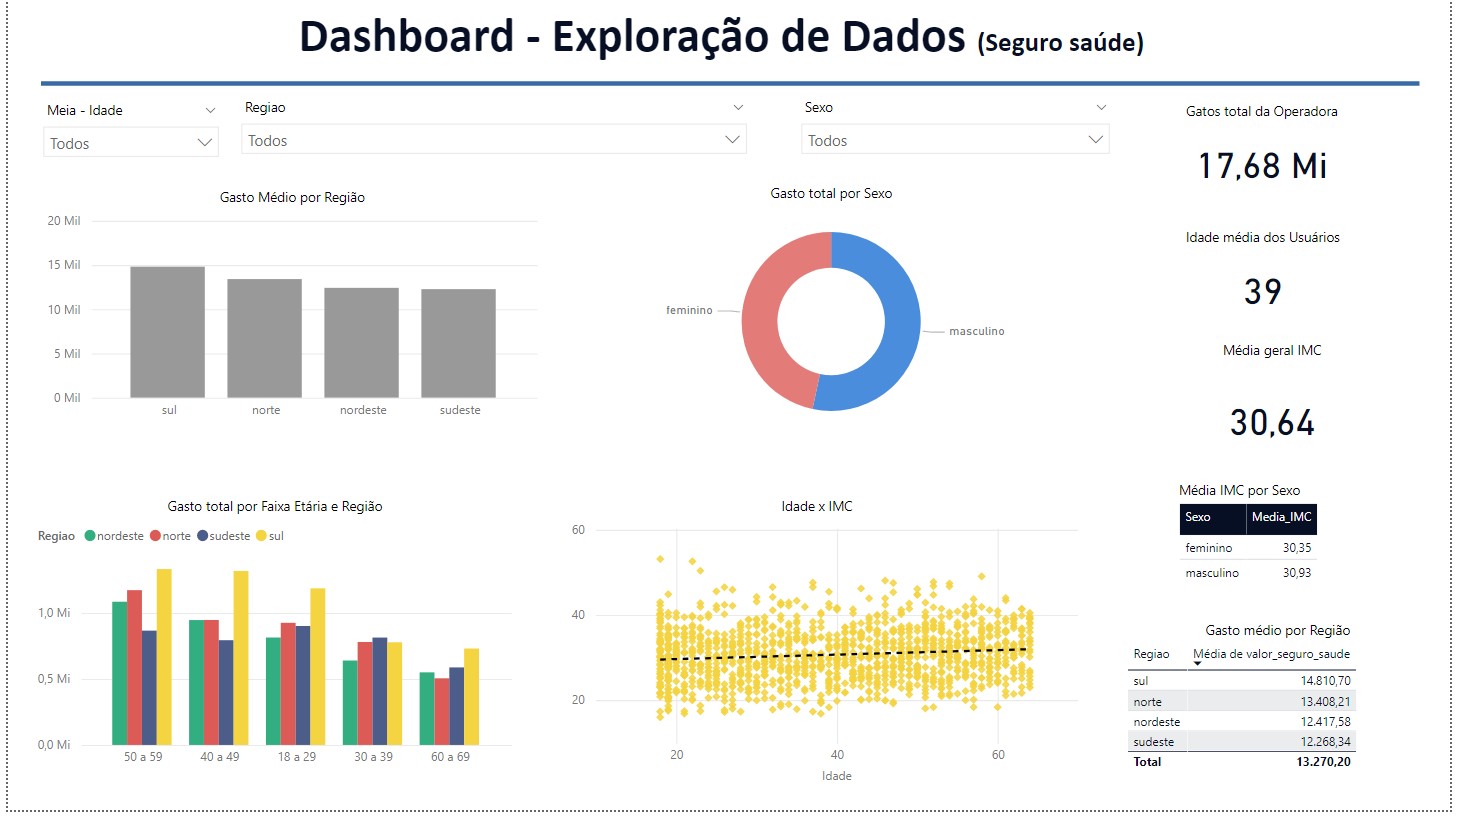 Dashboard - Exploração de Dados (Seguro saúde)
Meia - Idade
Todos
Regiao
Todos
Sexo
Todos
Gatos total da Operadora
17,68 Mi
Idade média dos Usuários
39
Média geral IMC
30,64
Gasto Médio por Região
20 Mil
15 Mil
10 Mil
5 Mil
0 Mil
sul norte nordeste sudeste
Gasto total por Sexo
feminino
masculino
Gasto total por Faixa Etária e Região
Regiao nordeste norte sudeste sul
1,0 Mi
0,5 Mi
0,0 Mi
50 a 59 40 a 49 18 a 29 30 a 39 60 a 69
Idade x IMC
60
40
20
20 40 60
Idade
Média IMC por Sexo
Sexo Media_IMC
feminino 30,35
masculino 30,93
Gasto médio por Região
Regiao Média de valor_seguro_saude
sul 14.810,70
norte 13.408,21
nordeste 12.417,58
sudeste 12.268,34
Total 13.270,20